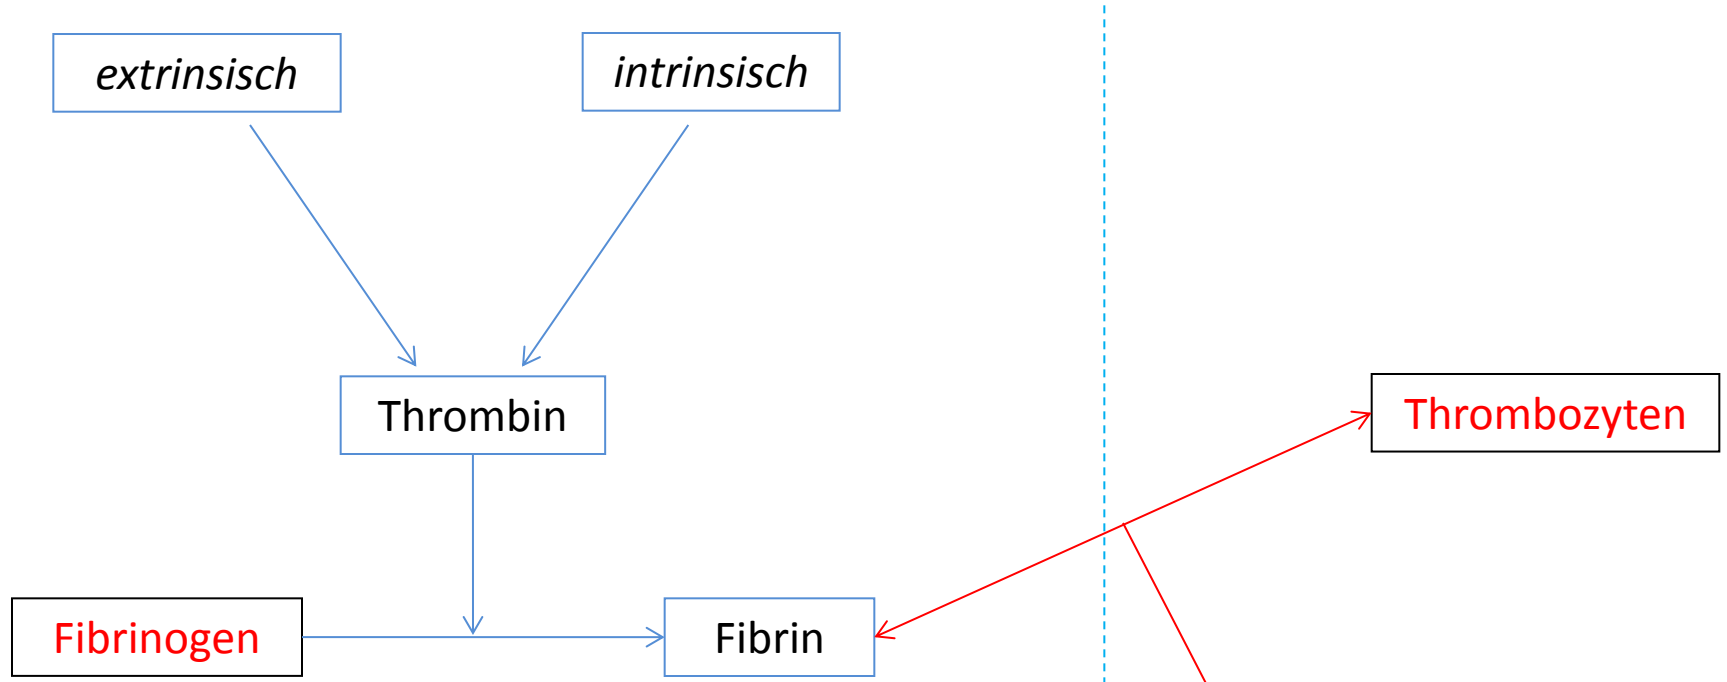 extrinsisch
intrinsisch
Thrombin
Thrombozyten
Fibrinogen
Fibrin